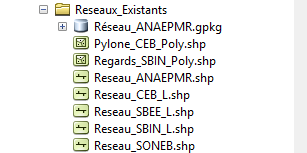 Reseaux_Existants
Réseau_ANAEPMR.gpkg
Pylone_CEB_Poly.shp
Regards_SBIN_Poly.shp
Reseau_ANAEPMR.shp
Reseau_CEB_L.shp
Reseau_SBEE_L.shp
Reseau_SBIN_L.shp
Reseau_SONEB.shp